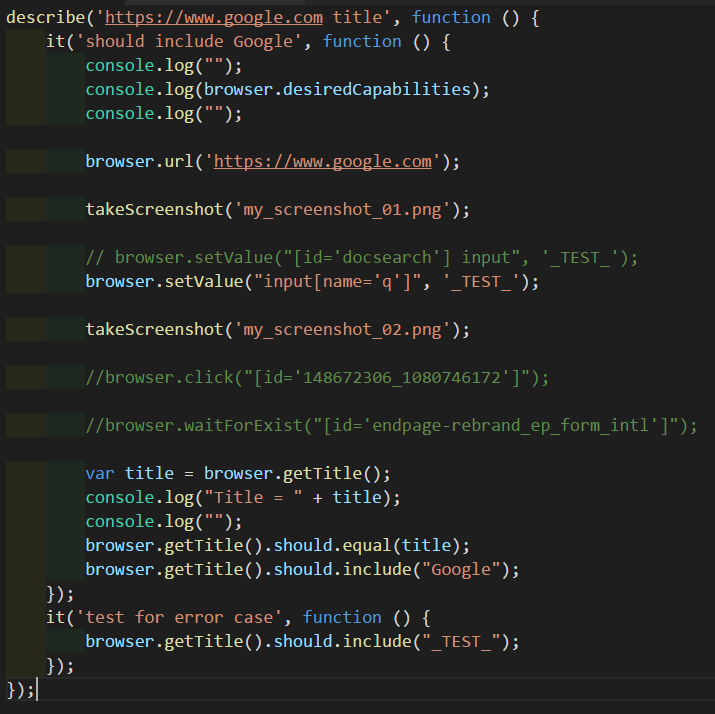 describe('https://www.google.com title', function () {
    it('should include Google', function () {
        console.log("");
        console.log(browser.desiredCapabilities);
        console.log("");

        browser.url('https://www.google.com');

        takeScreenshot('my_screenshot_01.png');

        // browser.setValue("[id='docsearch'] input", '_TEST_');
        browser.setValue("input[name='q']", '_TEST_');

        takeScreenshot('my_screenshot_02.png');

        //browser.click("[id='148672306_1080746172']");

        //browser.waitForExist("[id='endpage-rebrand_ep_form_intl']");

        var title = browser.getTitle();
        console.log("Title = " + title);
        console.log("");
        browser.getTitle().should.equal(title);
        browser.getTitle().should.include("Google");
    });
    it('test for error case', function () {
        browser.getTitle().should.include("_TEST_");
    });
});